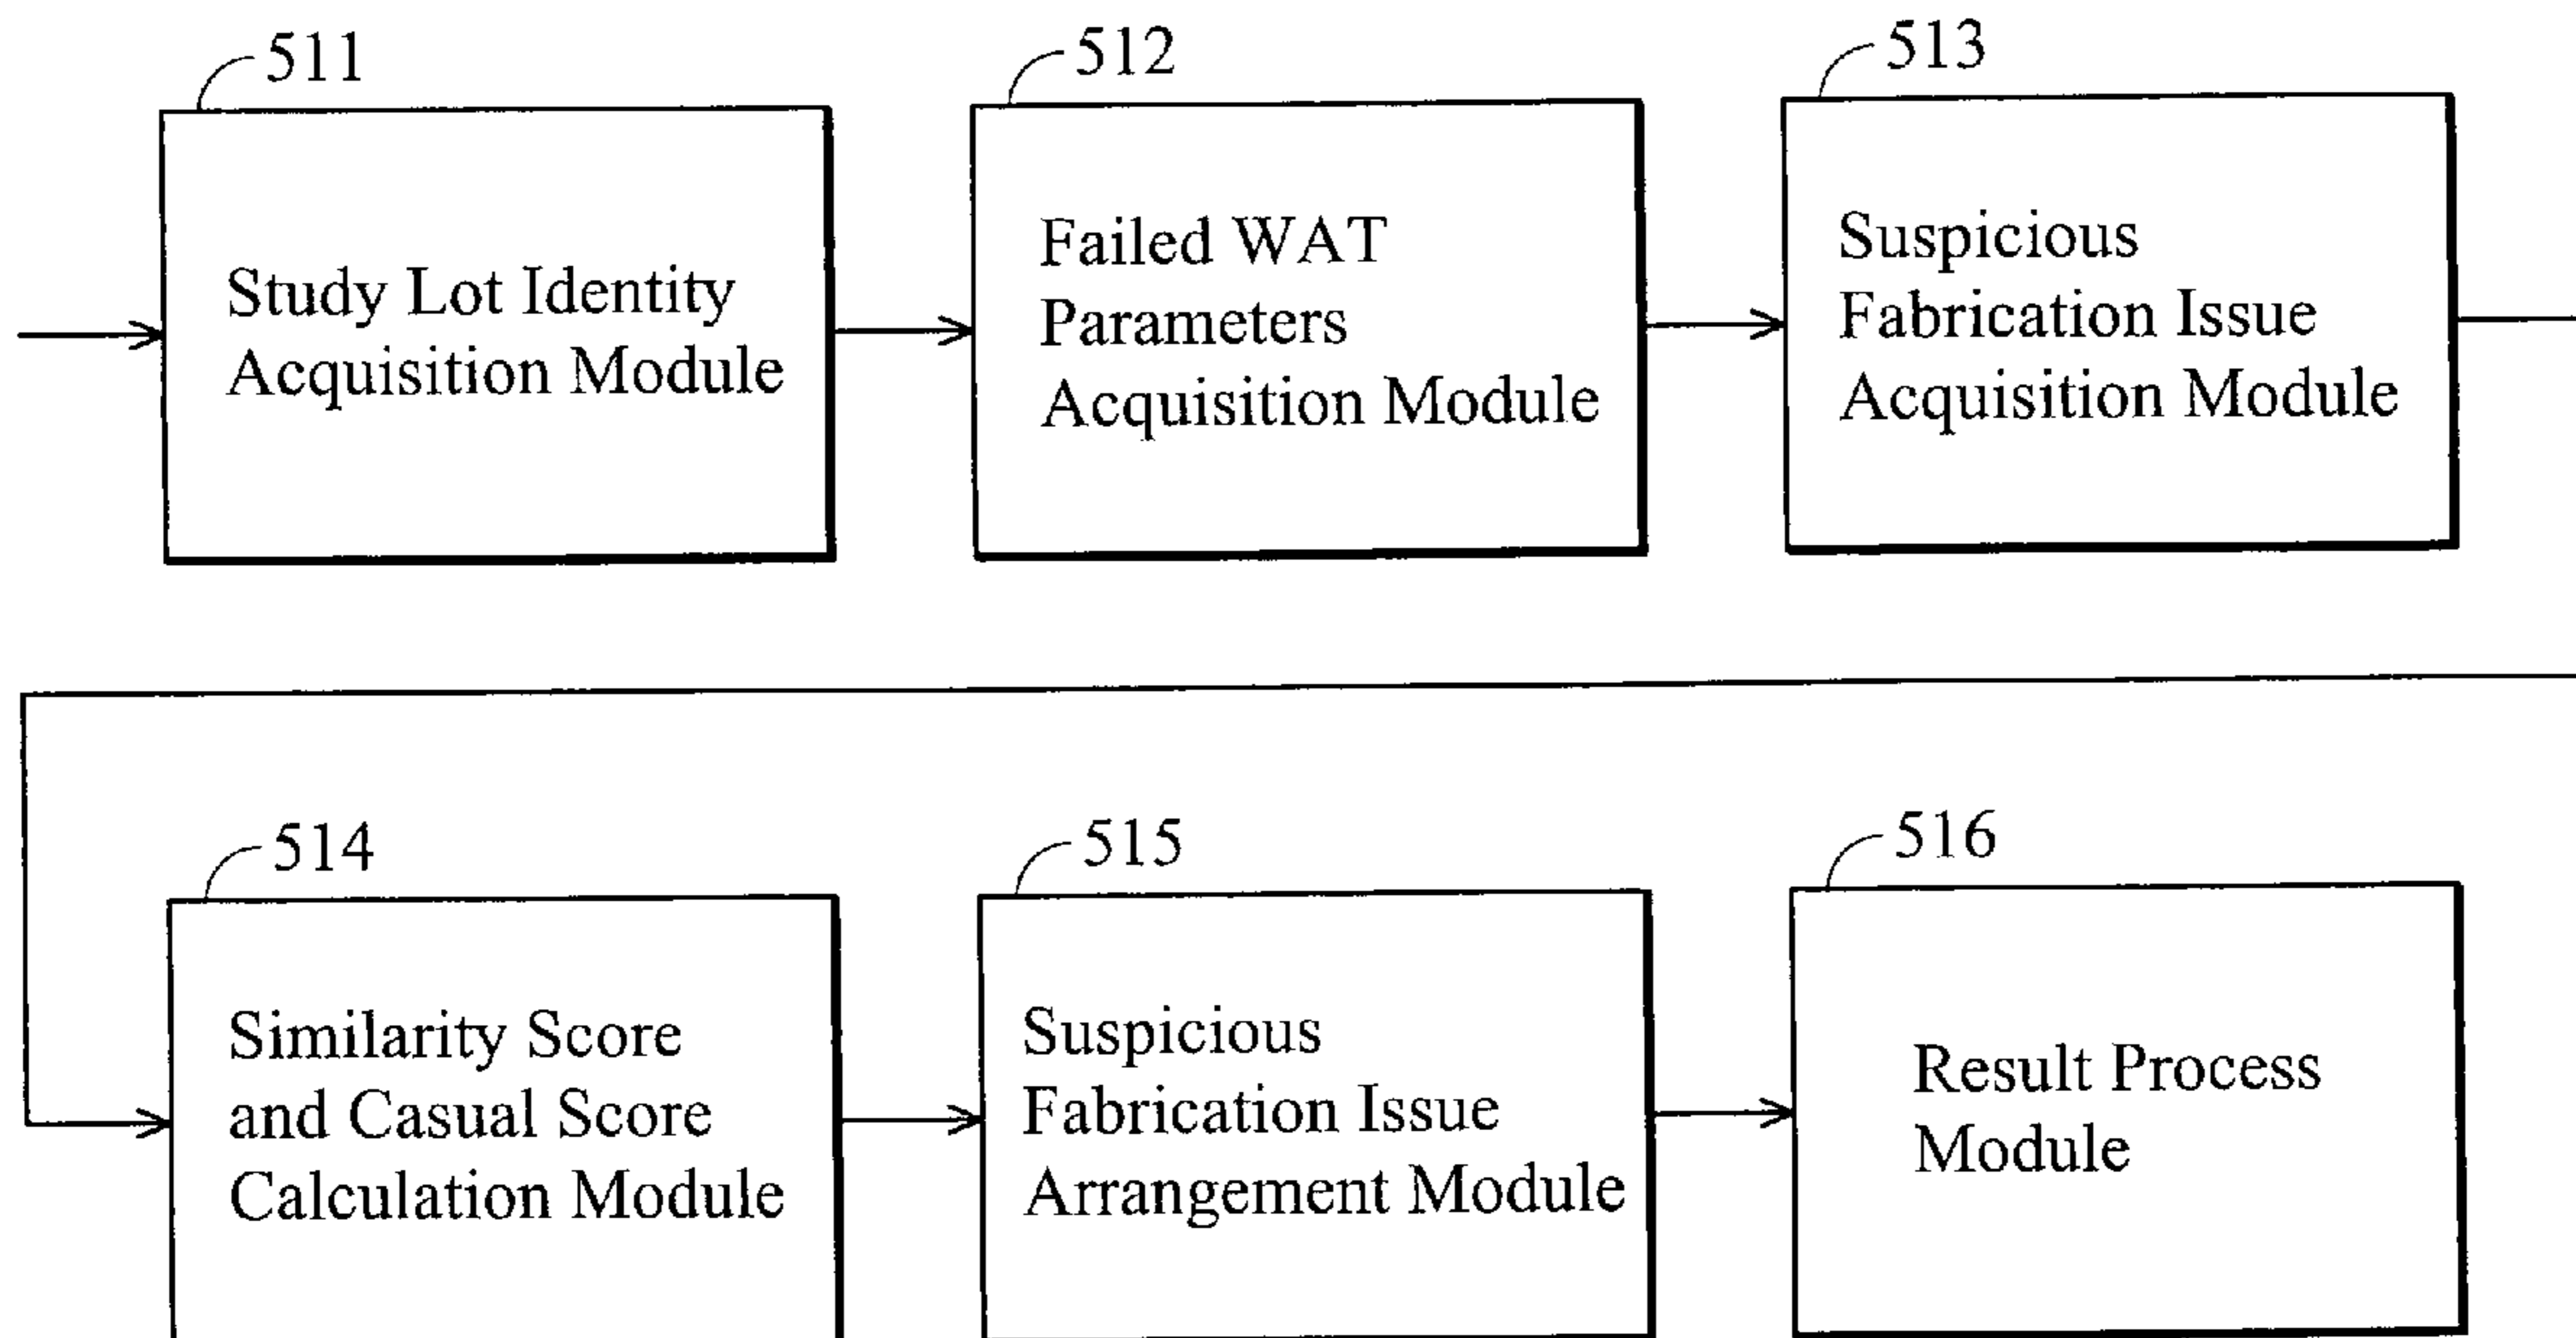 511
Study Lot Identity
Acquisition Module
512
Failed WAT
Parameters
Acquisition Module
513
Suspicious
Fabrication Issue
Acquisition Module
514
Similarity Score
and Casual Score
Calculation Module
515
Suspicious
Fabrication Issue
Arrangement Module
516
Result Process
Module